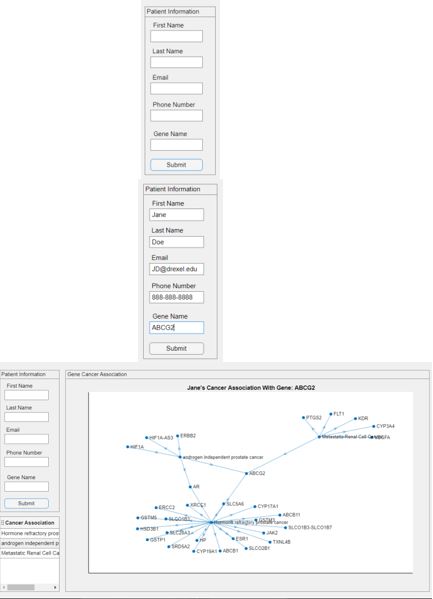 Patient Information
First Name
Last Name
Email
Phone Number
Gene Name
Submit
Patient Information
First Name
Jane
Last Name
Doe
Email
JD@drexel.edu
Phone Number
888-888-8888
Gene Name
ABCG2
Submit
Patient Information
First Name
Last Name
Email
Phone Number
Gene Name
Submit
Cancer Association
Hormone refractory pros
androgen independent p
Metastatic Renal Cell Ca
Gene Cancer Association
Jane's Cancer Association With Gene: ABCG2
FLT1
PTGS2
KDR
CYP3A4
Metastatic Renal Cell
VEGFA
HIF1A-AS3
ERBB2
HIF3A
androgen independent prostate cancer
ABCG2
AR
ERCC2
XRCC1
SLC5A6
CYP17A1
ABCB11
GSTM5
SLCO1B3
GSTM3
SLCO1B3-SLCO1B7
Hormone refractory prostate cancer
HSD3B1
JAK2
GSTP1
HP
ESR1
TXNL4B
SRD5A2
CYP19A1
ABCB1
SLCO2B1